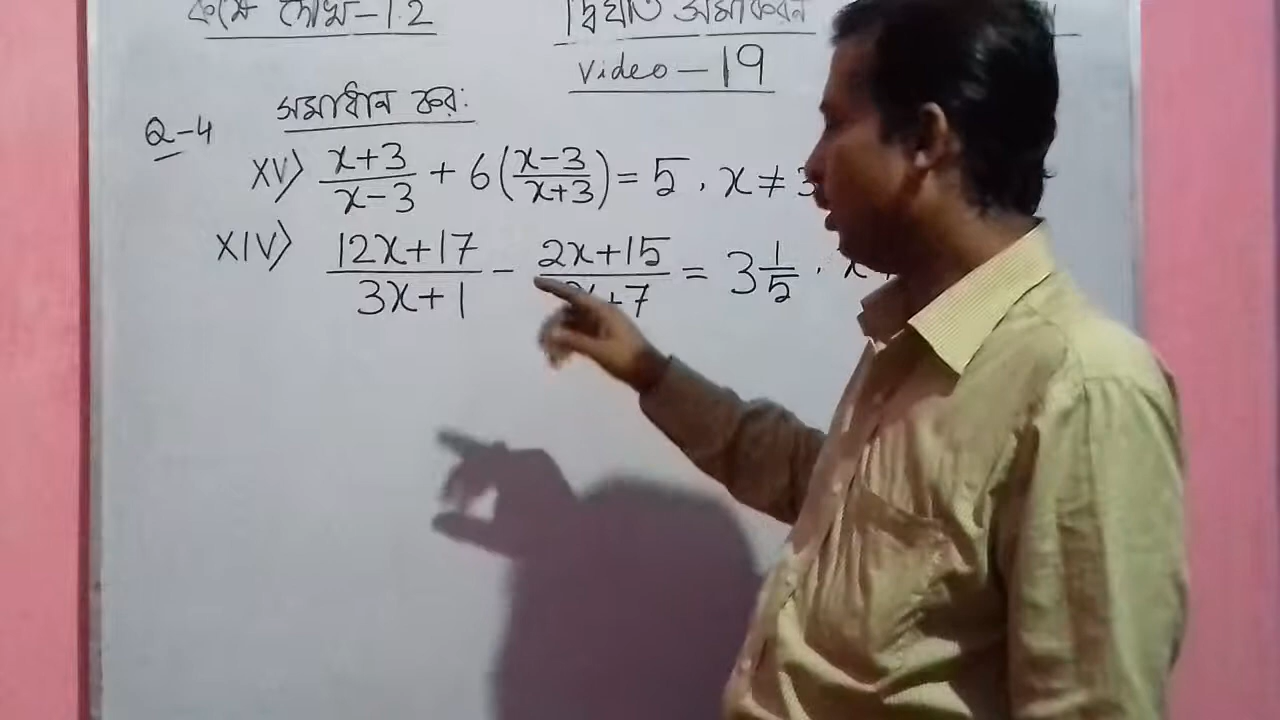 কষে দেখি-1.2
দ্বিঘাত সমীকরণ
Video-19
সমাধান কর:
Q-4
XV) (x+3)/(x-3) + 6((x-3)/(x+3)) = 5, x ≠ 3
XIV) (12x+17)/(3x+1) - (2x+15)/(x+7) = 3 1/5, x